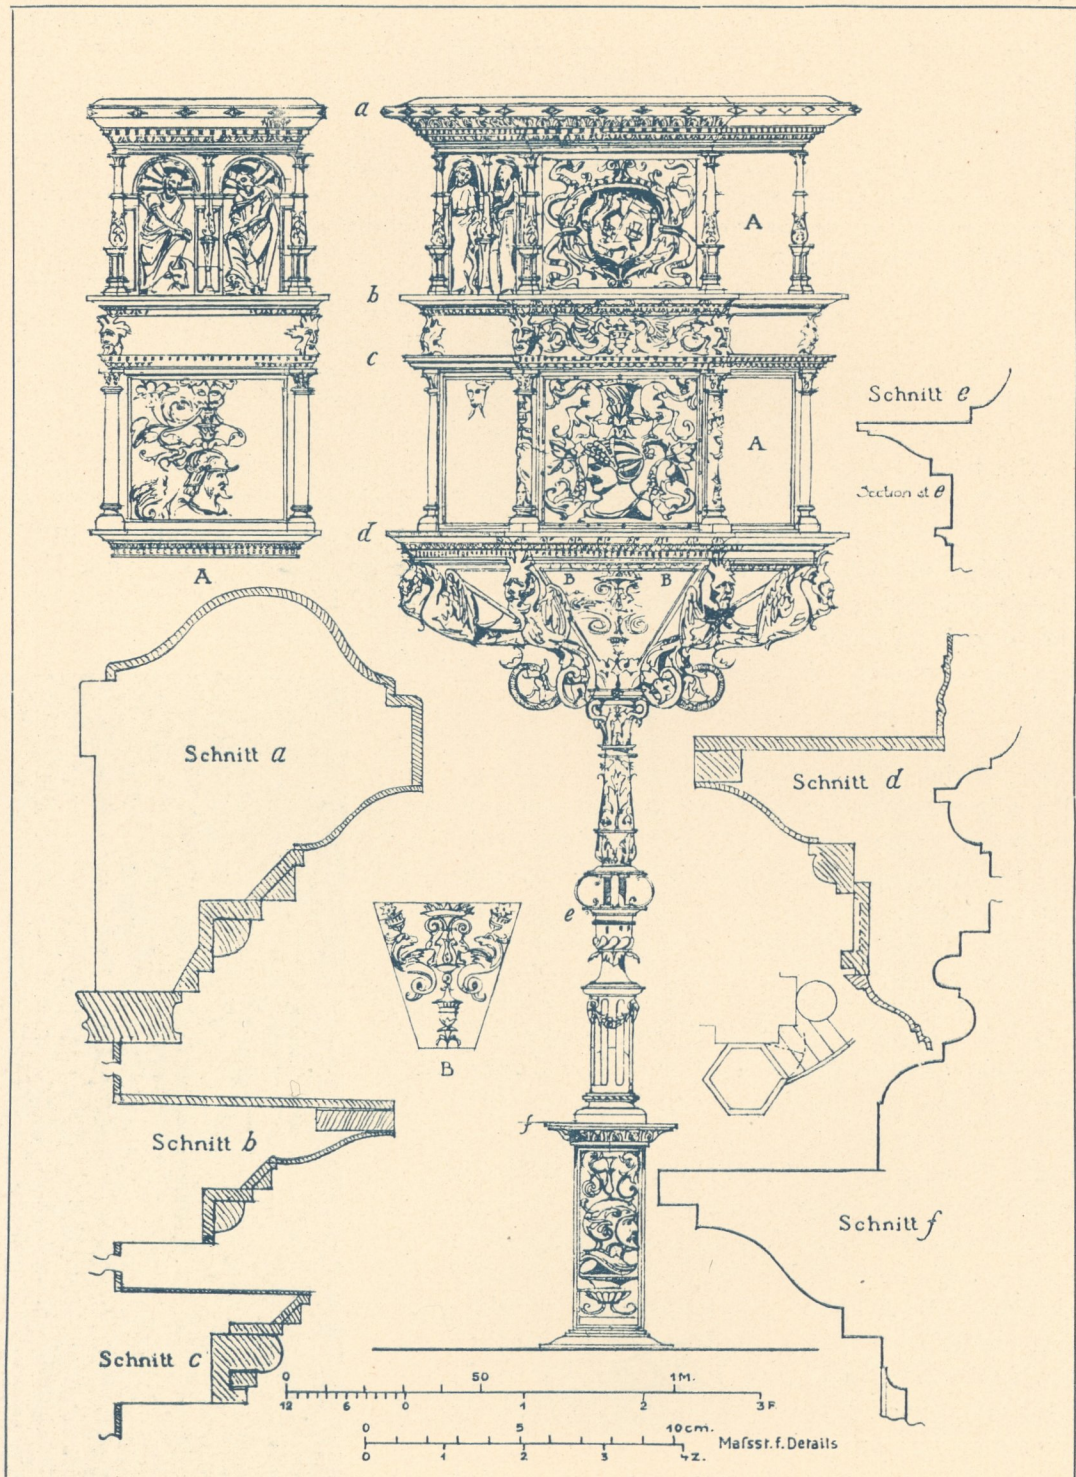 a
A
b
c
A
Schnitt e
Section at e
d
B B
A
Schnitt a
Schnitt d
e
B
Schnitt b
f
Schnitt f
Schnitt c
0 50 1M.
12 6 0 1 2 3F.
0 5 10cm.
0 1 2 3 4Z.
Maſsst.f.Details